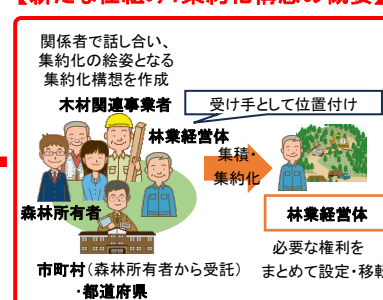 【新たな仕組み：集約化構想の概要】
関係者で話し合い、
集約化の絵姿となる
集約化構想を作成
木材関連事業者
受け手として位置付け
林業経営体
集積・
集約化
森林所有者
林業経営体
必要な権利を
まとめて設定・移転
市町村（森林所有者から受託）
・都道府県